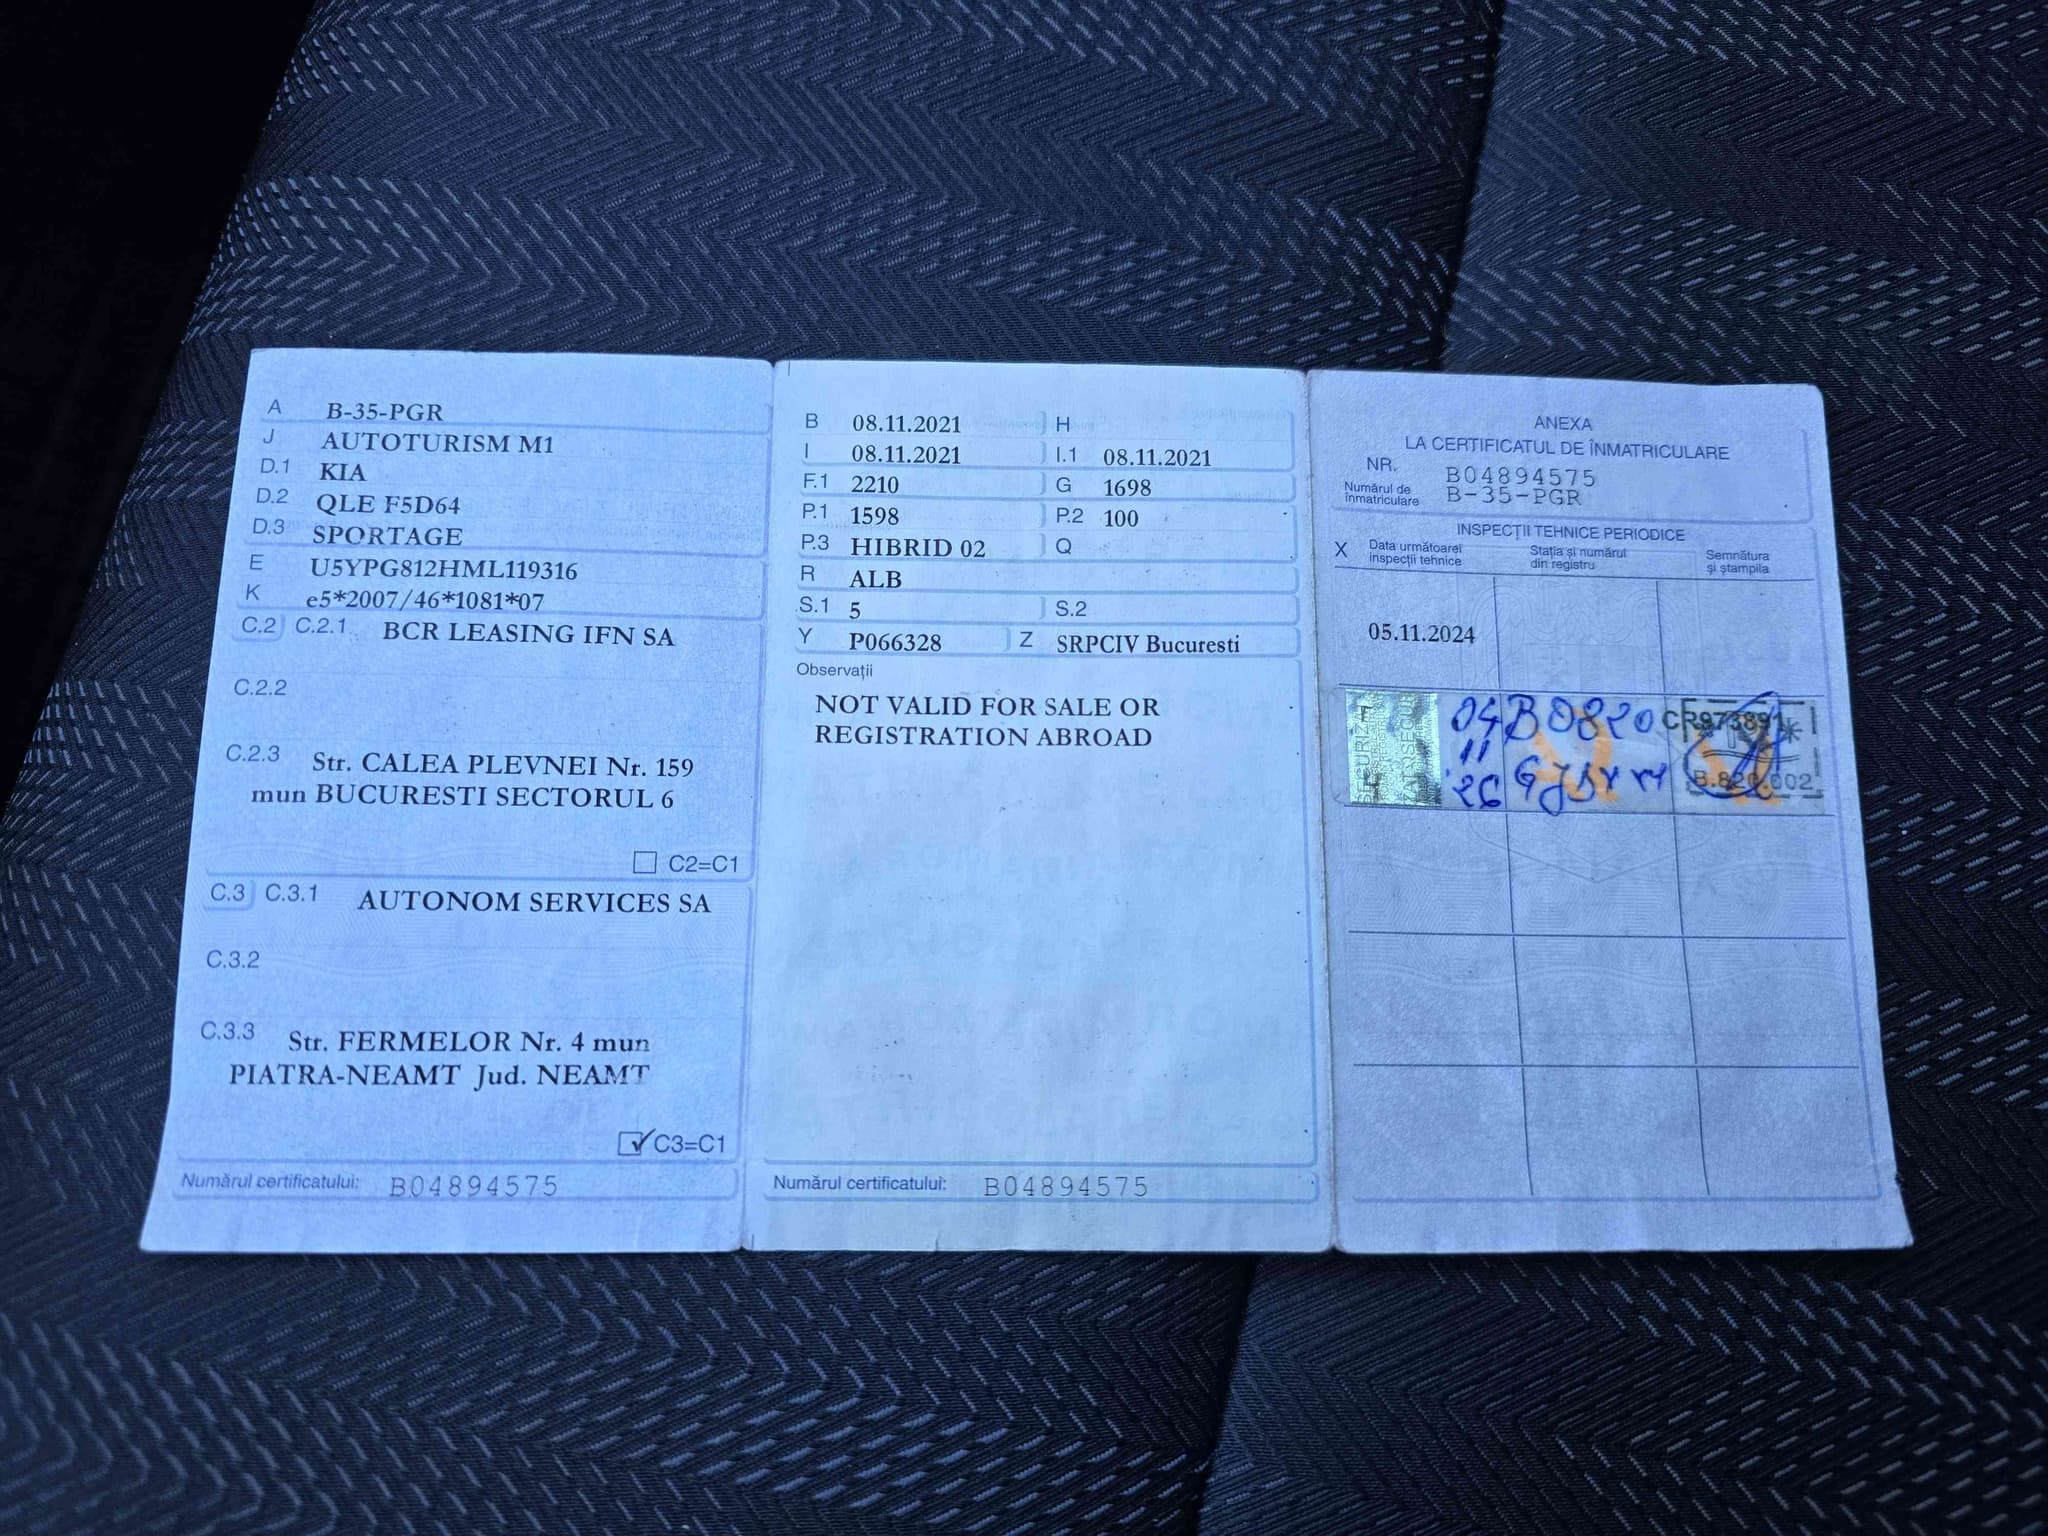 A B-35-PGR
J AUTOTURISM M1
D.1 KIA
D.2 QLE F5D64
D.3 SPORTAGE
E U5YPG812HML119316
K e5*2007/46*1081*07
C.2 C.2.1 BCR LEASING IFN SA
C.2.2
C.2.3 Str. CALEA PLEVNEI Nr. 159
mun BUCURESTI SECTORUL 6
C2=C1
C.3 C.3.1 AUTONOM SERVICES SA
C.3.2
C.3.3 Str. FERMELOR Nr. 4 mun
PIATRA-NEAMT Jud. NEAMT
C3=C1
Numărul certificatului: B04894575
B 08.11.2021 H
I 08.11.2021 I.1 08.11.2021
F.1 2210 G 1698
P.1 1598 P.2 100
P.3 HIBRID 02 Q
R ALB
S.1 5 S.2
Y P066328 Z SRPCIV Bucuresti
Observații
NOT VALID FOR SALE OR
REGISTRATION ABROAD
Numărul certificatului: B04894575
ANEXA
LA CERTIFICATUL DE ÎNMATRICULARE
NR. B04894575
Numărul de
înmatriculare B-35-PGR
INSPECȚII TEHNICE PERIODICE
X Data următoarei
inspecții tehnice
Stația și numărul
din registru
Semnătura
și ștampila
05.11.2024
04 B0820 CR973891
11
26
B.820.002